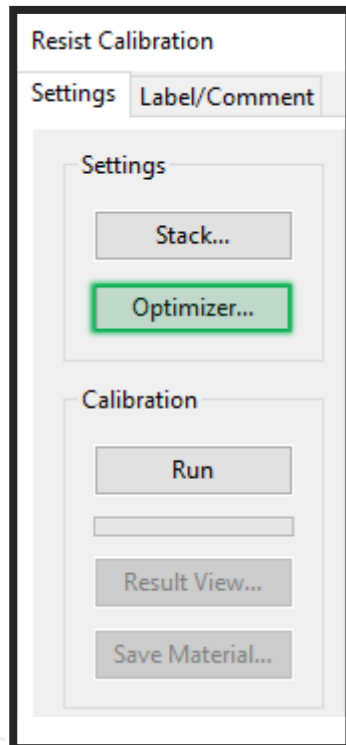 Resist Calibration
Settings Label/Comment
Settings
Stack...
Optimizer...
Calibration
Run
Result View...
Save Material...